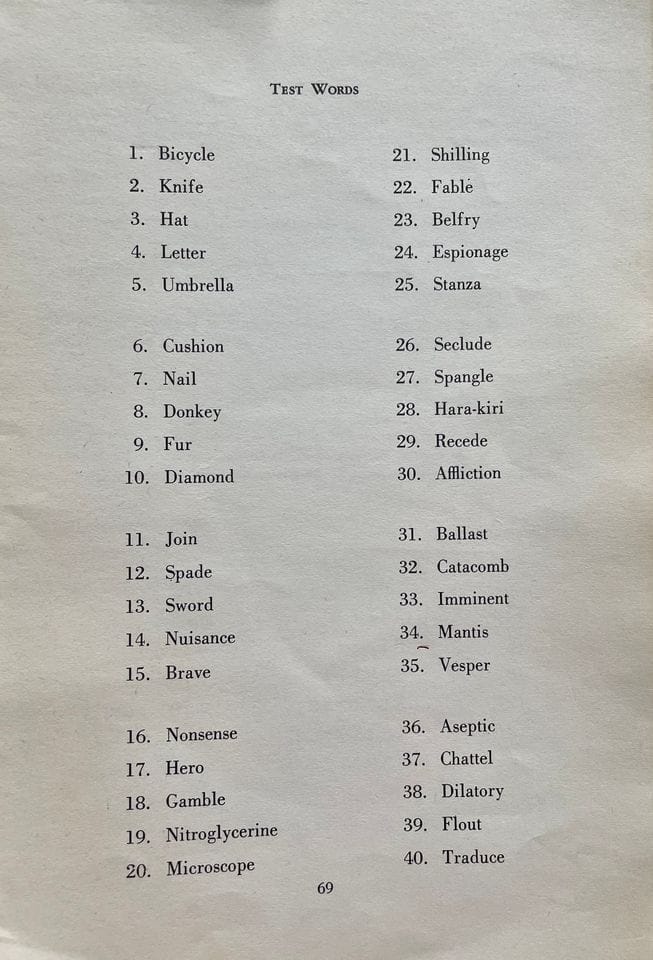 Test Words
1. Bicycle
2. Knife
3. Hat
4. Letter
5. Umbrella
6. Cushion
7. Nail
8. Donkey
9. Fur
10. Diamond
11. Join
12. Spade
13. Sword
14. Nuisance
15. Brave
16. Nonsense
17. Hero
18. Gamble
19. Nitroglycerine
20. Microscope
21. Shilling
22. Fable
23. Belfry
24. Espionage
25. Stanza
26. Seclude
27. Spangle
28. Hara-kiri
29. Recede
30. Affliction
31. Ballast
32. Catacomb
33. Imminent
34. Mantis
35. Vesper
36. Aseptic
37. Chattel
38. Dilatory
39. Flout
40. Traduce
69